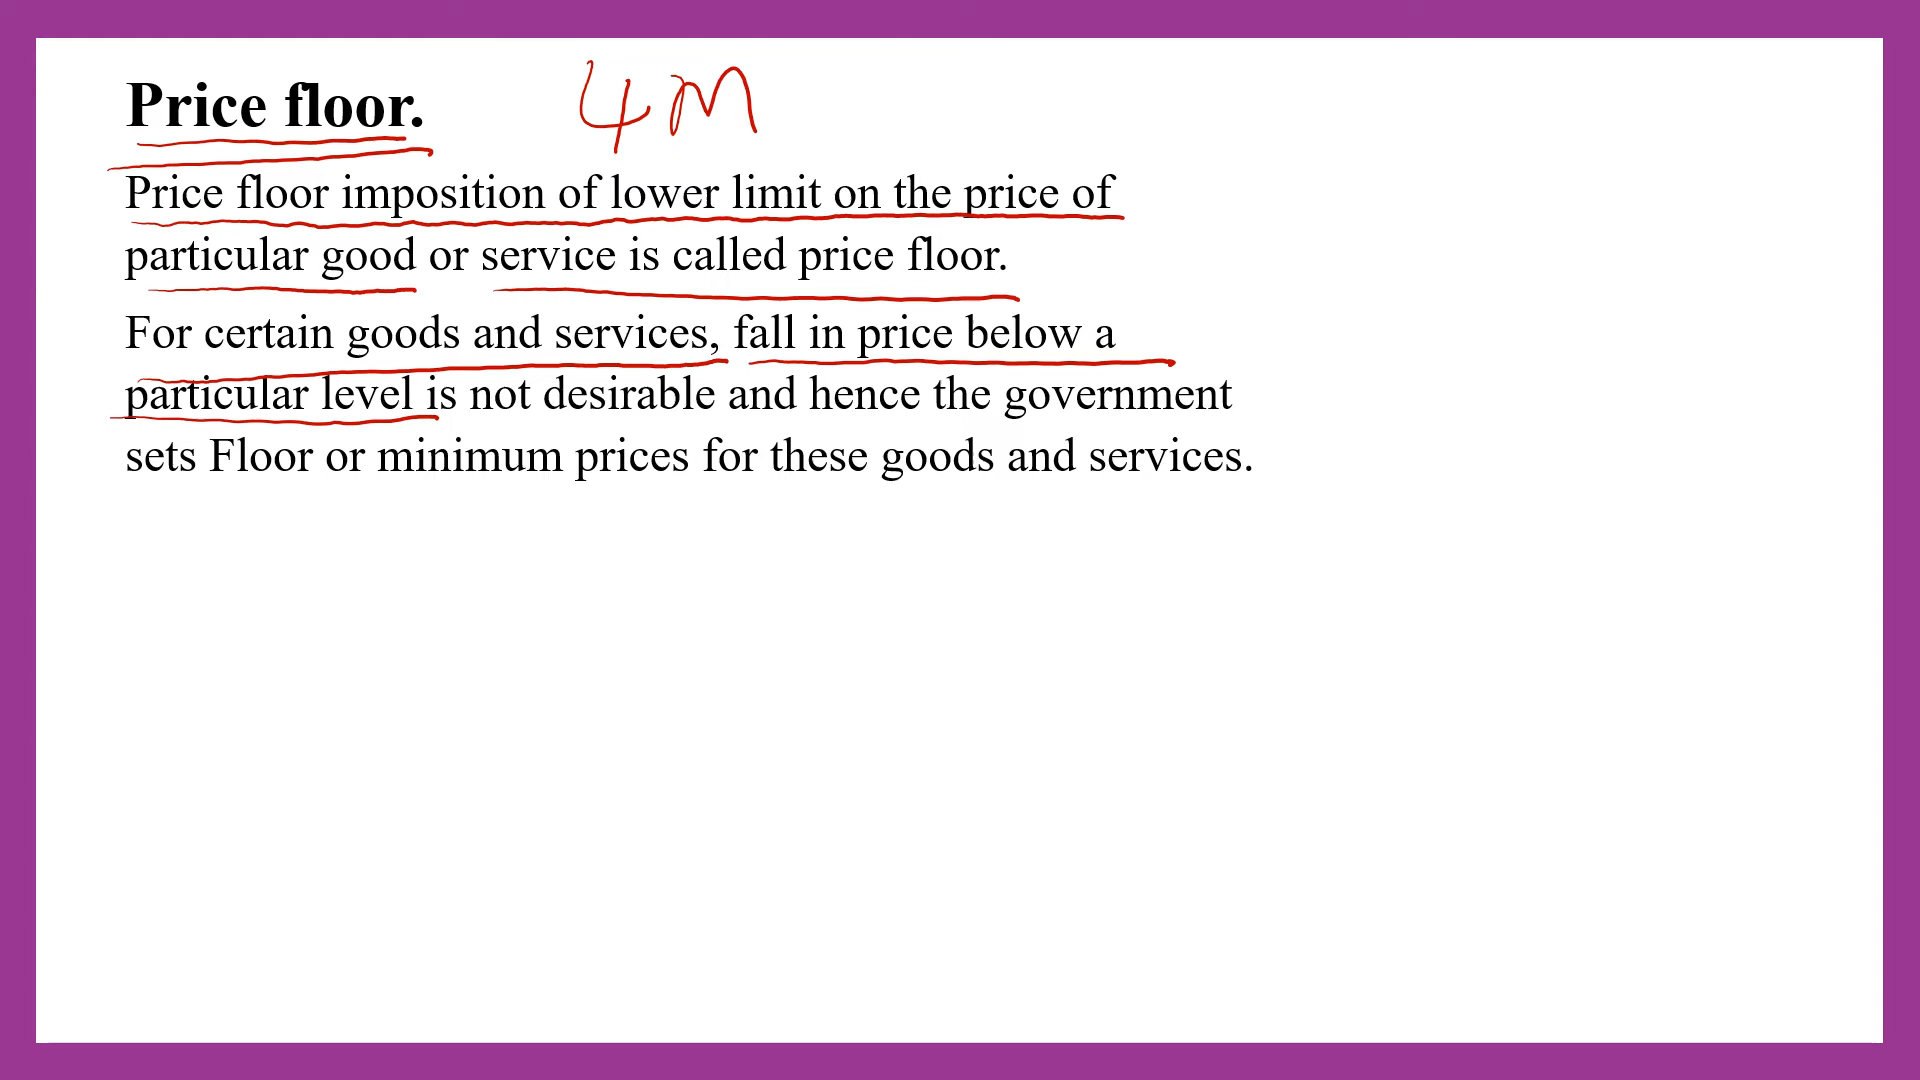 Price floor. 4M
Price floor imposition of lower limit on the price of
particular good or service is called price floor.
For certain goods and services, fall in price below a
particular level is not desirable and hence the government
sets Floor or minimum prices for these goods and services.